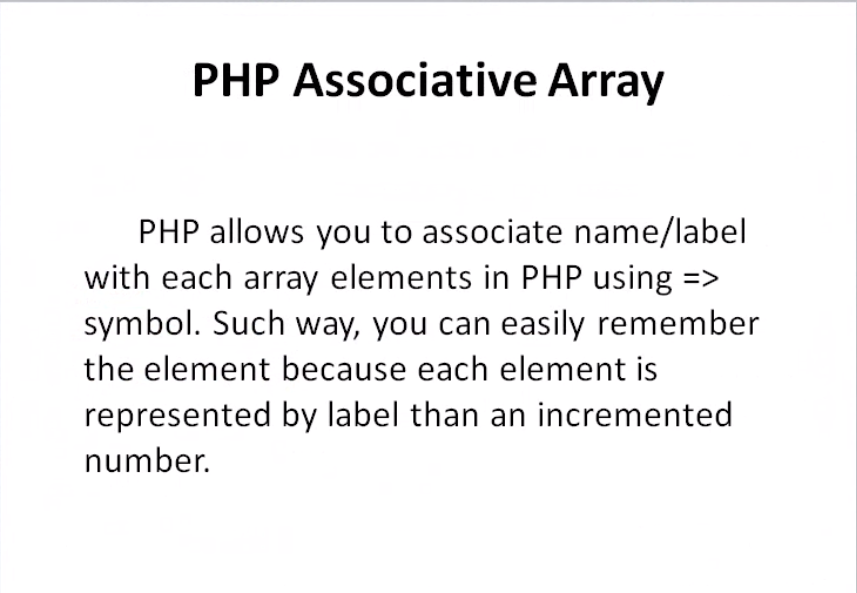 PHP Associative Array
PHP allows you to associate name/label
with each array elements in PHP using =>
symbol. Such way, you can easily remember
the element because each element is
represented by label than an incremented
number.